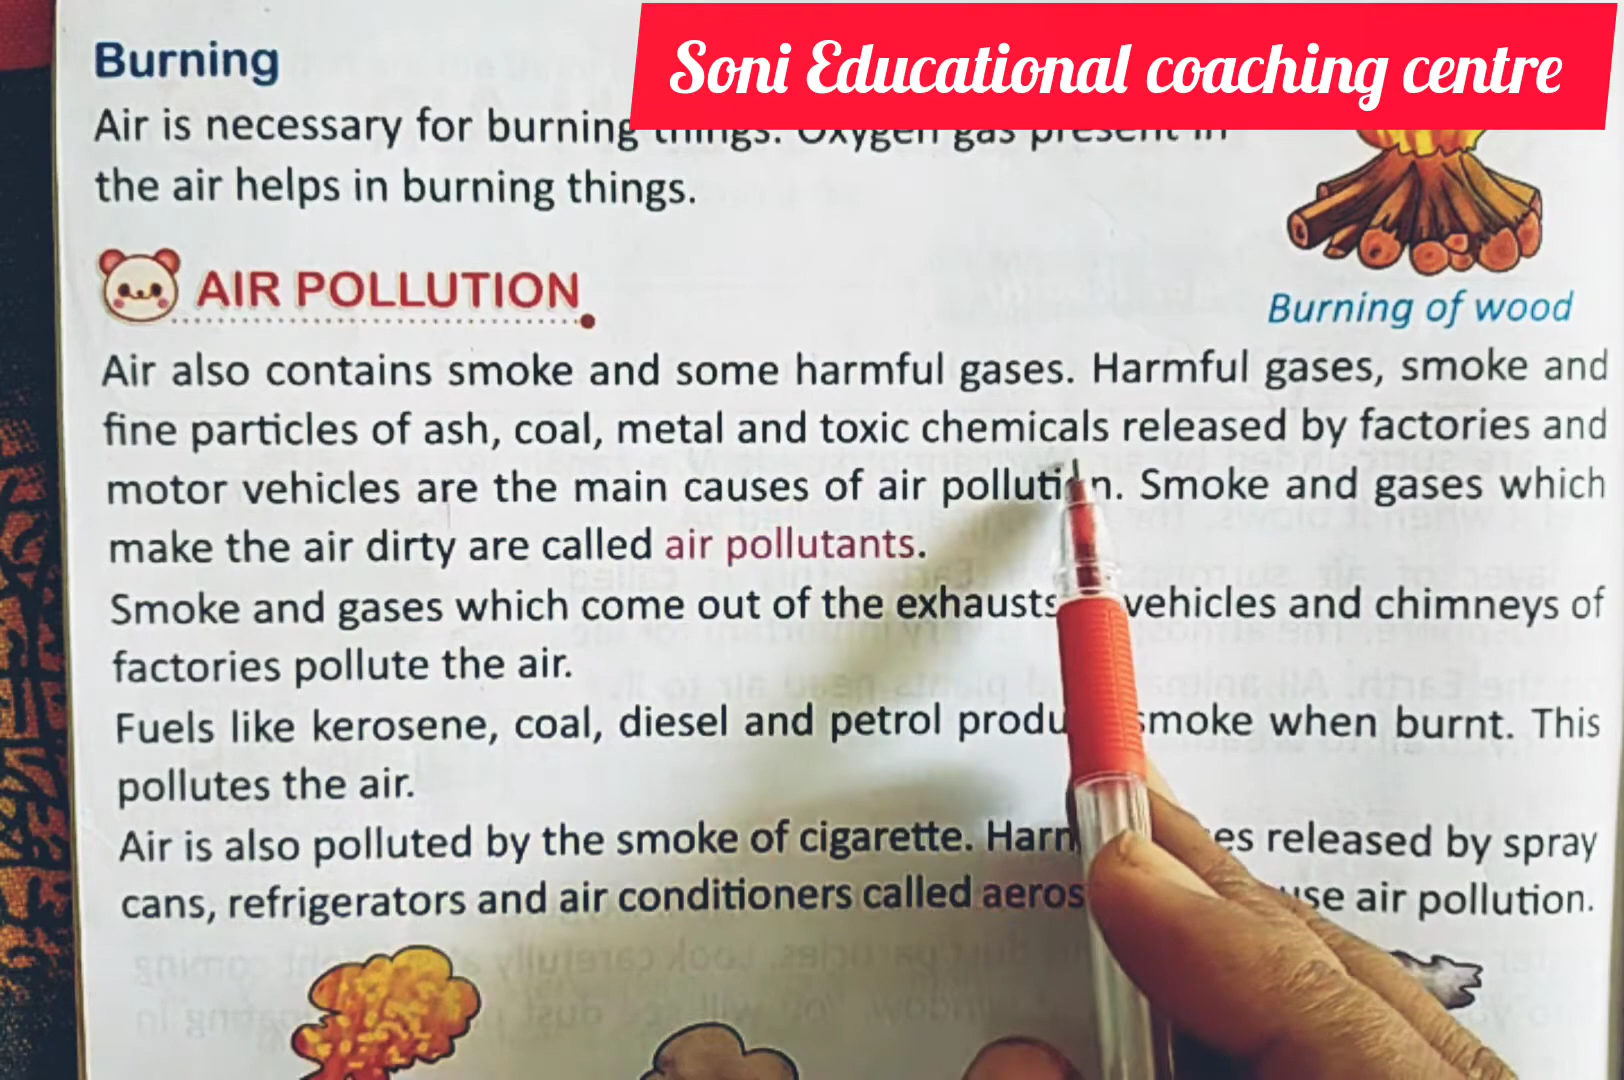 Soni Educational coaching centre
Burning
Air is necessary for burning things. Oxygen gas present in
the air helps in burning things.
AIR POLLUTION
Burning of wood
Air also contains smoke and some harmful gases. Harmful gases, smoke and
fine particles of ash, coal, metal and toxic chemicals released by factories and
motor vehicles are the main causes of air pollution. Smoke and gases which
make the air dirty are called air pollutants.
Smoke and gases which come out of the exhausts vehicles and chimneys of
factories pollute the air.
Fuels like kerosene, coal, diesel and petrol smoke when burnt. This
pollutes the air.
Air is also polluted by the smoke of cigarette. released by spray
cans, refrigerators and air conditioners called air pollution.